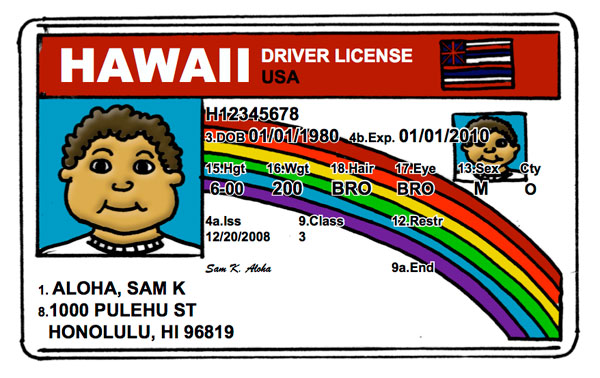 HAWAII DRIVER LICENSE
USA
H12345678
3.DOB 01/01/1980 4b.Exp. 01/01/2010
15.Hgt 16.Wgt 18.Hair 17.Eye 13.Sex Cty
6-00 200 BRO BRO M O
4a.Iss 9.Class 12.Restr
12/20/2008 3
Sam K. Aloha 9a.End
1. ALOHA, SAM K
8.1000 PULEHU ST
HONOLULU, HI 96819